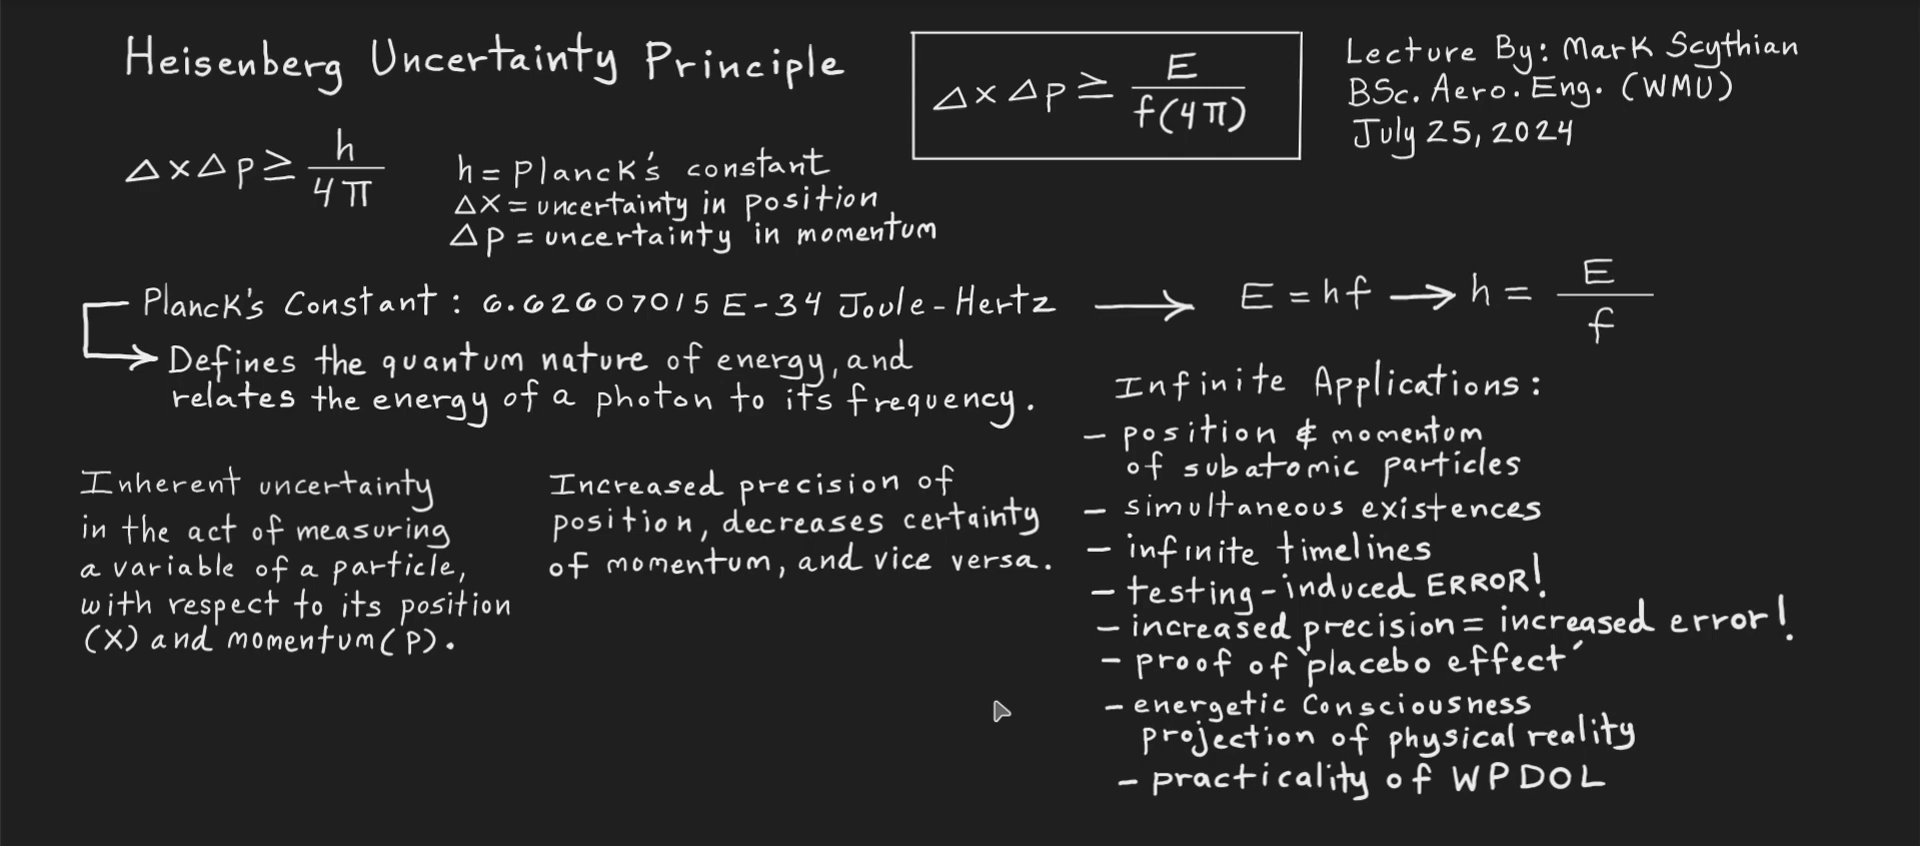 Heisenberg Uncertainty Principle
Δx Δp ≥ E / f(4π)
Lecture By: Mark Scythian
BSc. Aero. Eng. (WMU)
July 25, 2024
Δx Δp ≥ h / 4π
h = Planck's constant
Δx = uncertainty in position
Δp = uncertainty in momentum
Planck's Constant: 6.62607015 E-34 Joule-Hertz → E = hf → h = E / f
Defines the quantum nature of energy, and
relates the energy of a photon to its frequency.
Inherent uncertainty
in the act of measuring
a variable of a particle,
with respect to its position
(x) and momentum (p).
Increased precision of
position, decreases certainty
of momentum, and vice versa.
Infinite Applications:
- position & momentum
of subatomic particles
- simultaneous existences
- infinite timelines
- testing-induced ERROR!
- increased precision = increased error!
- proof of 'placebo effect'
- energetic Consciousness
projection of physical reality
- practicality of WPDOL